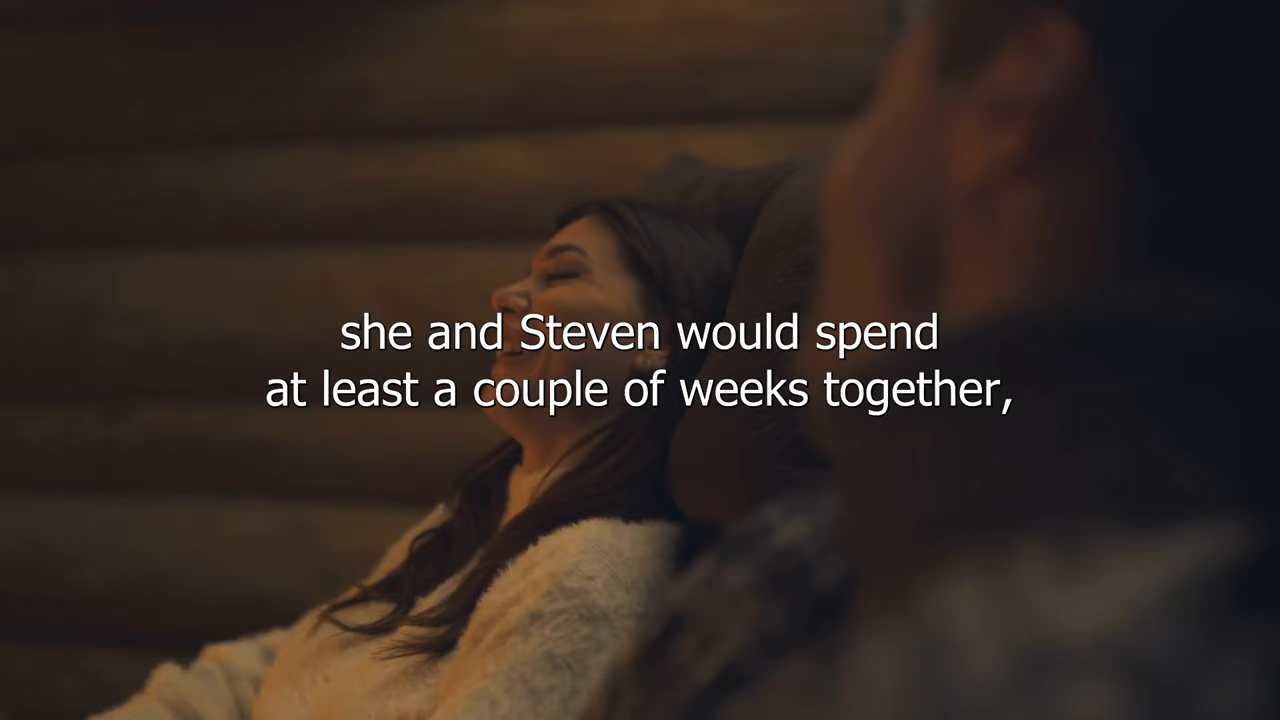 she and Steven would spend
at least a couple of weeks together,